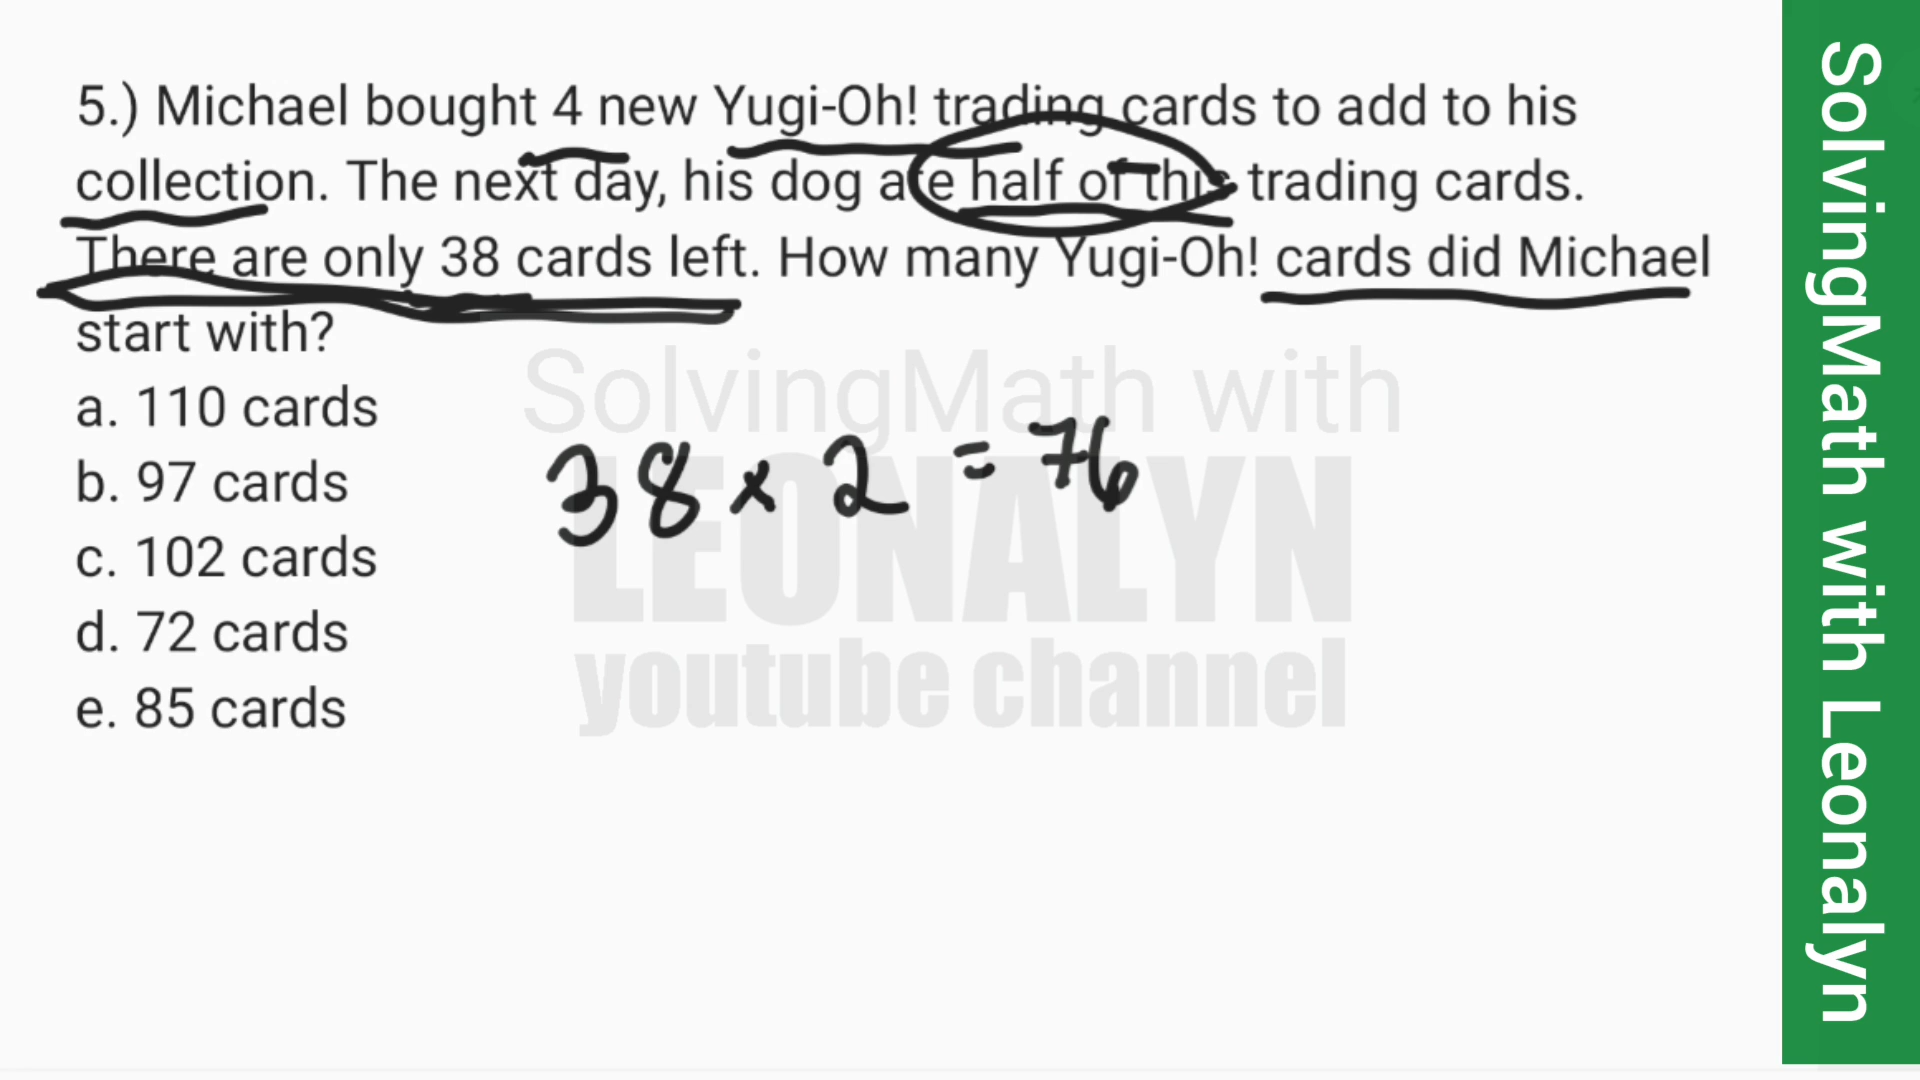 5.) Michael bought 4 new Yugi-Oh! trading cards to add to his
collection. The next day, his dog ate half of this trading cards.
There are only 38 cards left. How many Yugi-Oh! cards did Michael
start with?
a. 110 cards
b. 97 cards
c. 102 cards
d. 72 cards
e. 85 cards
38 x 2 = 76
SolvingMath with
LEONALYN
youtube channel
SolvingMath with Leonalyn